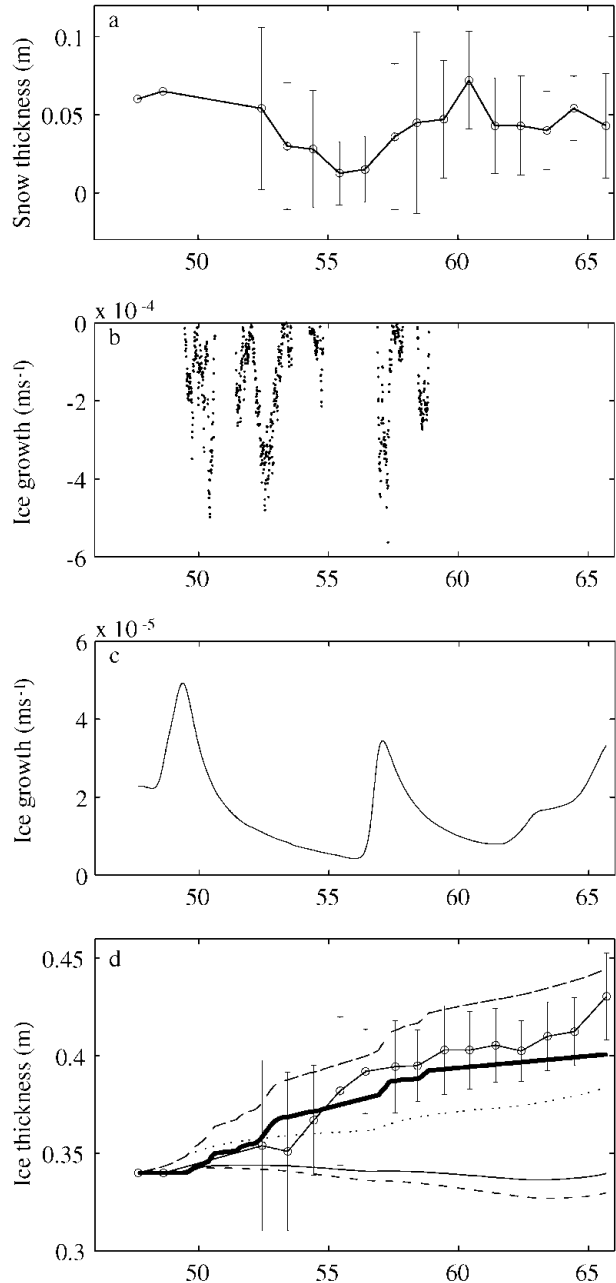 a
0.1
0.05
0
Snow thickness (m)
50 55 60 65
x 10 -4
b
0
-2
-4
-6
Ice growth (ms-1)
50 55 60 65
x 10 -5
c
6
4
2
0
Ice growth (ms-1)
50 55 60 65
d
0.45
0.4
0.35
0.3
Ice thickness (m)
50 55 60 65